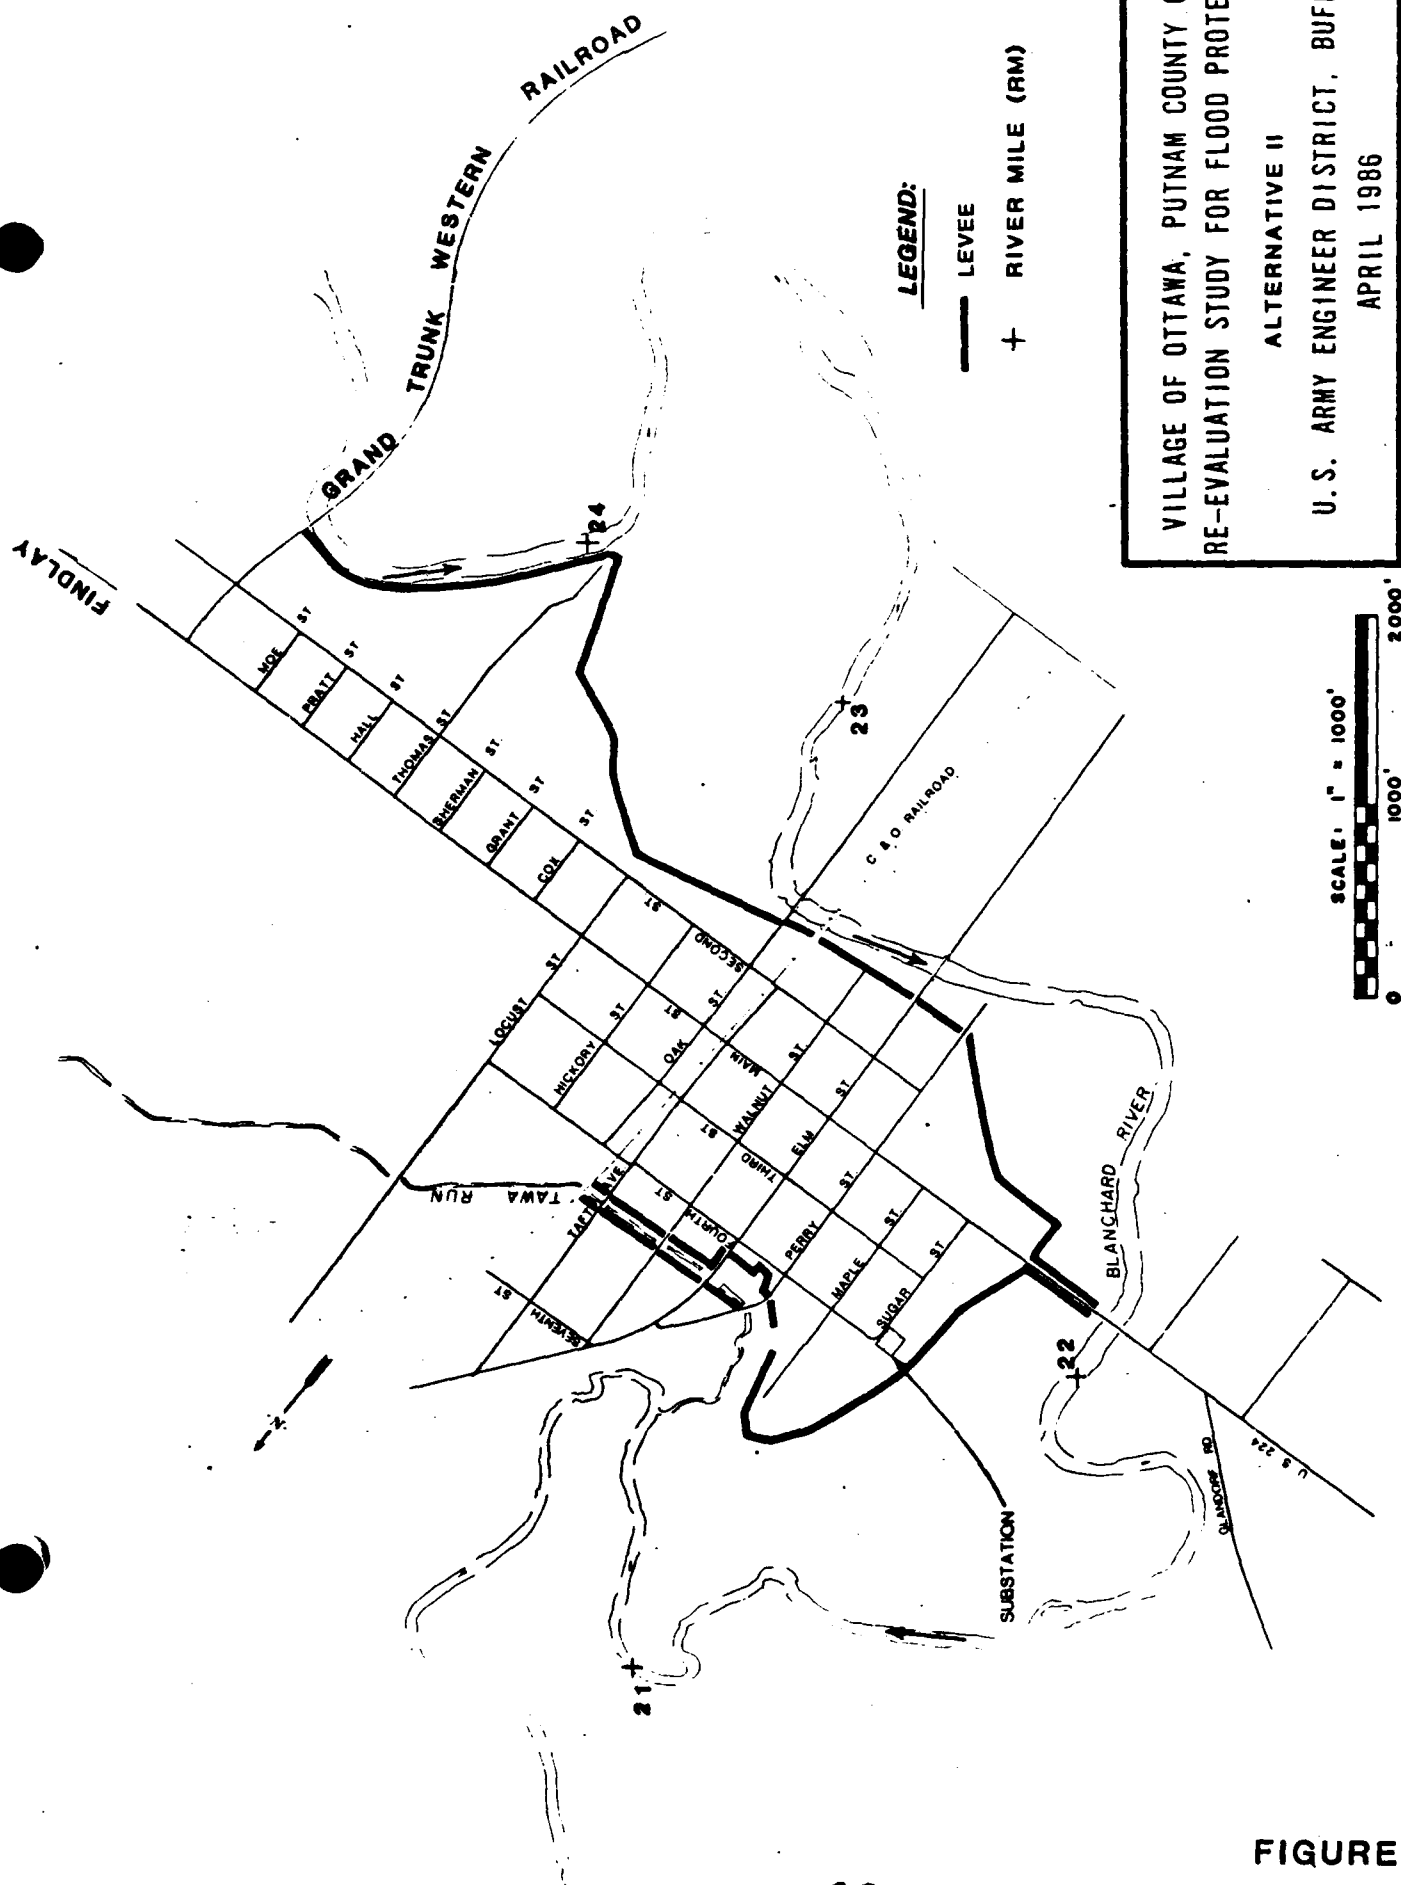 FINDLAY
GRAND TRUNK WESTERN RAILROAD
MOE ST
PRATT ST
HALL ST
THOMAS ST
SHERMAN ST.
GRANT ST
COX ST
LOCUST ST
HICKORY ST
OAK ST
WALNUT ST.
ELM ST
PERRY ST
MAPLE ST.
SUGAR ST
SECOND ST
MAIN ST
THIRD ST
FOURTH ST
SEVENTH ST
TAFT AVE
TAWA RUN
C & O RAILROAD
BLANCHARD RIVER
24
23
22
21
N
SUBSTATION
GLANDORF RD
U S 224
LEGEND:
LEVEE
+ RIVER MILE (RM)
SCALE: 1" = 1000'
0 1000' 2000'
VILLAGE OF OTTAWA, PUTNAM COUNTY
RE-EVALUATION STUDY FOR FLOOD
ALTERNATIVE II
U.S. ARMY ENGINEER DISTRICT,
APRIL 1986
FIGURE